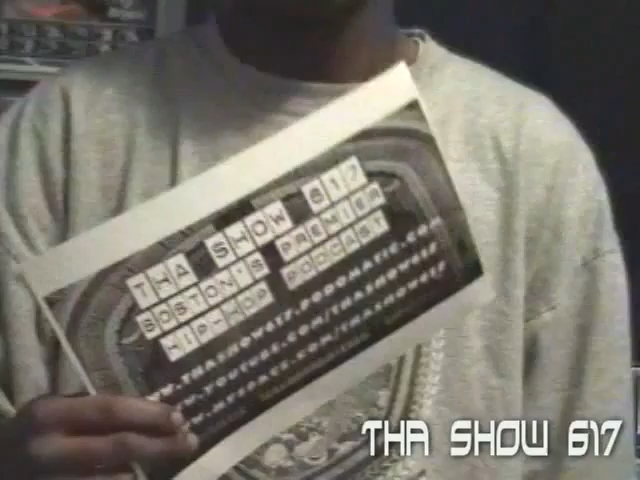 THA SHOW 617
BOSTON'S PREMIER
HIP HOP PODCAST
WWW.THASHOW617.PODOMATIC.COM
WWW.YOUTUBE.COM/THASHOW617
WWW.MYSPACE.COM/THASHOW617
THA SHOW 617